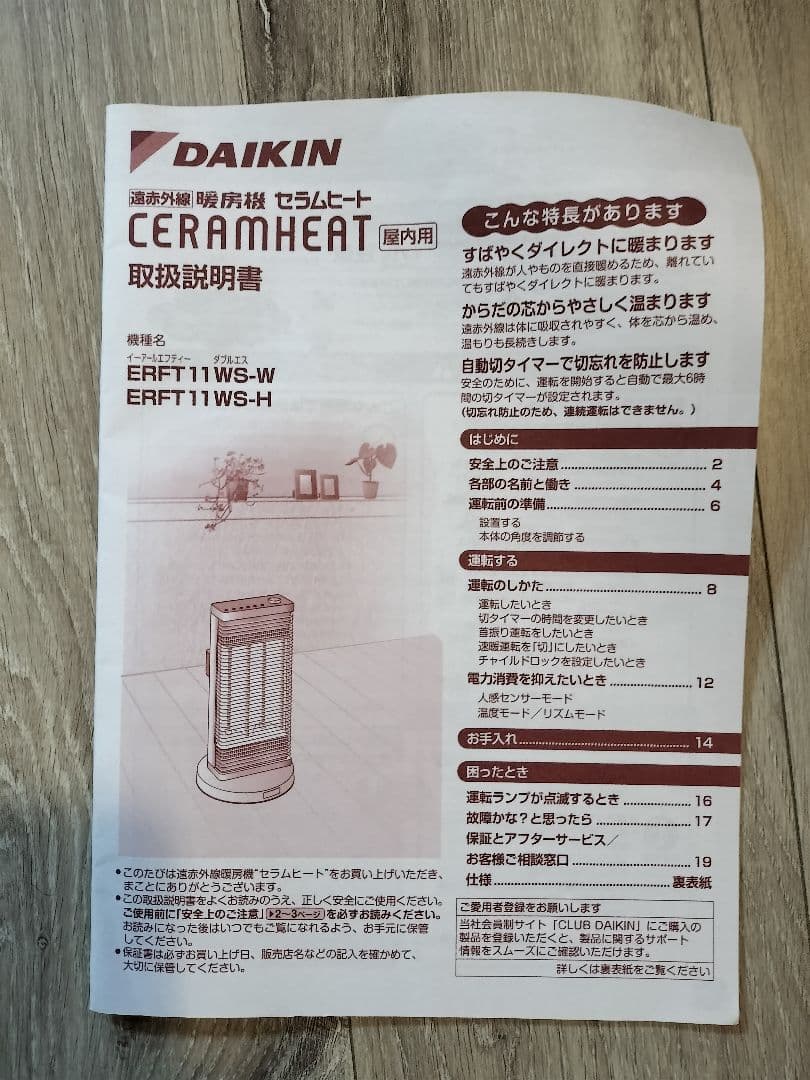 DAIKIN
遠赤外線 暖房機 セラムヒート
CERAMHEAT 屋内用
取扱説明書
機種名
イーアールエフティー ダブルエス
ERFT11WS-W
ERFT11WS-H
●このたびは遠赤外線暖房機“セラムヒート”をお買い上げいただき、
まことにありがとうございます。
●この取扱説明書をよくお読みのうえ、正しく安全にご使用ください。
ご使用前に「安全上のご注意」▶2〜3ページを必ずお読みください。
お読みになった後はいつでもご覧になれるよう、お手元に保管
してください。
●保証書は必ずお買い上げ日、販売店名などの記入を確かめて、
大切に保管してください。
こんな特長があります
すばやくダイレクトに暖まります
遠赤外線が人やものを直接暖めるため、離れてい
てもすばやくダイレクトに暖まります。
からだの芯からやさしく温まります
遠赤外線は体に吸収されやすく、体を芯から温め、
温もりも長続きします。
自動切タイマーで切忘れを防止します
安全のために、運転を開始すると自動で最大6時
間の切タイマーが設定されます。
(切忘れ防止のため、連続運転はできません。)
はじめに
安全上のご注意 2
各部の名前と働き 4
運転前の準備 6
設置する
本体の角度を調節する
運転する
運転のしかた 8
運転したいとき
切タイマーの時間を変更したいとき
首振り運転をしたいとき
速暖運転を「切」にしたいとき
チャイルドロックを設定したいとき
電力消費を抑えたいとき 12
人感センサーモード
温度モード／リズムモード
お手入れ 14
困ったとき
運転ランプが点滅するとき 16
故障かな？と思ったら 17
保証とアフターサービス／
お客様ご相談窓口 19
仕様 裏表紙
ご愛用者登録をお願いします
当社会員制サイト「CLUB DAIKIN」にご購入の
製品を登録いただくと、製品に関するサポート
情報をスムーズにご確認いただけます。
詳しくは裏表紙をご覧ください